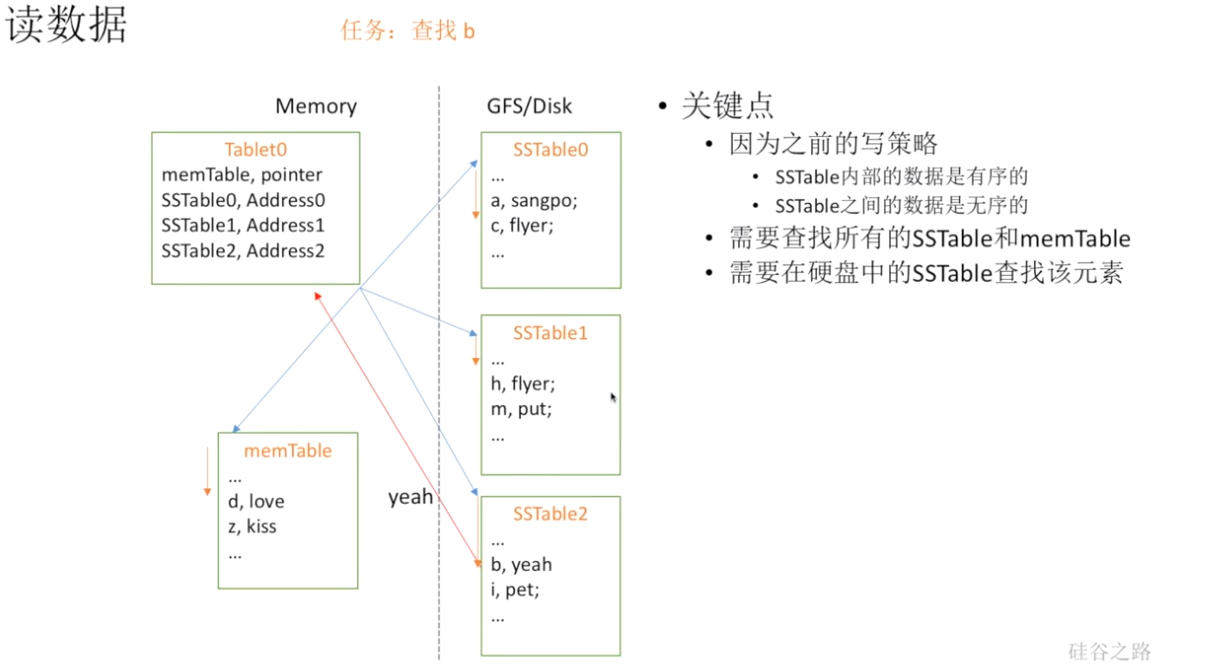 读数据
任务：查找 b
Memory
GFS/Disk
Tablet0
memTable, pointer
SSTable0, Address0
SSTable1, Address1
SSTable2, Address2
memTable
...
d, love
z, kiss
...
yeah
SSTable0
...
a, sangpo;
c, flyer;
...
SSTable1
...
h, flyer;
m, put;
...
SSTable2
...
b, yeah
i, pet;
...
• 关键点
• 因为之前的写策略
• SSTable内部的数据是有序的
• SSTable之间的数据是无序的
• 需要查找所有的SSTable和memTable
• 需要在硬盘中的SSTable查找该元素
硅谷之路